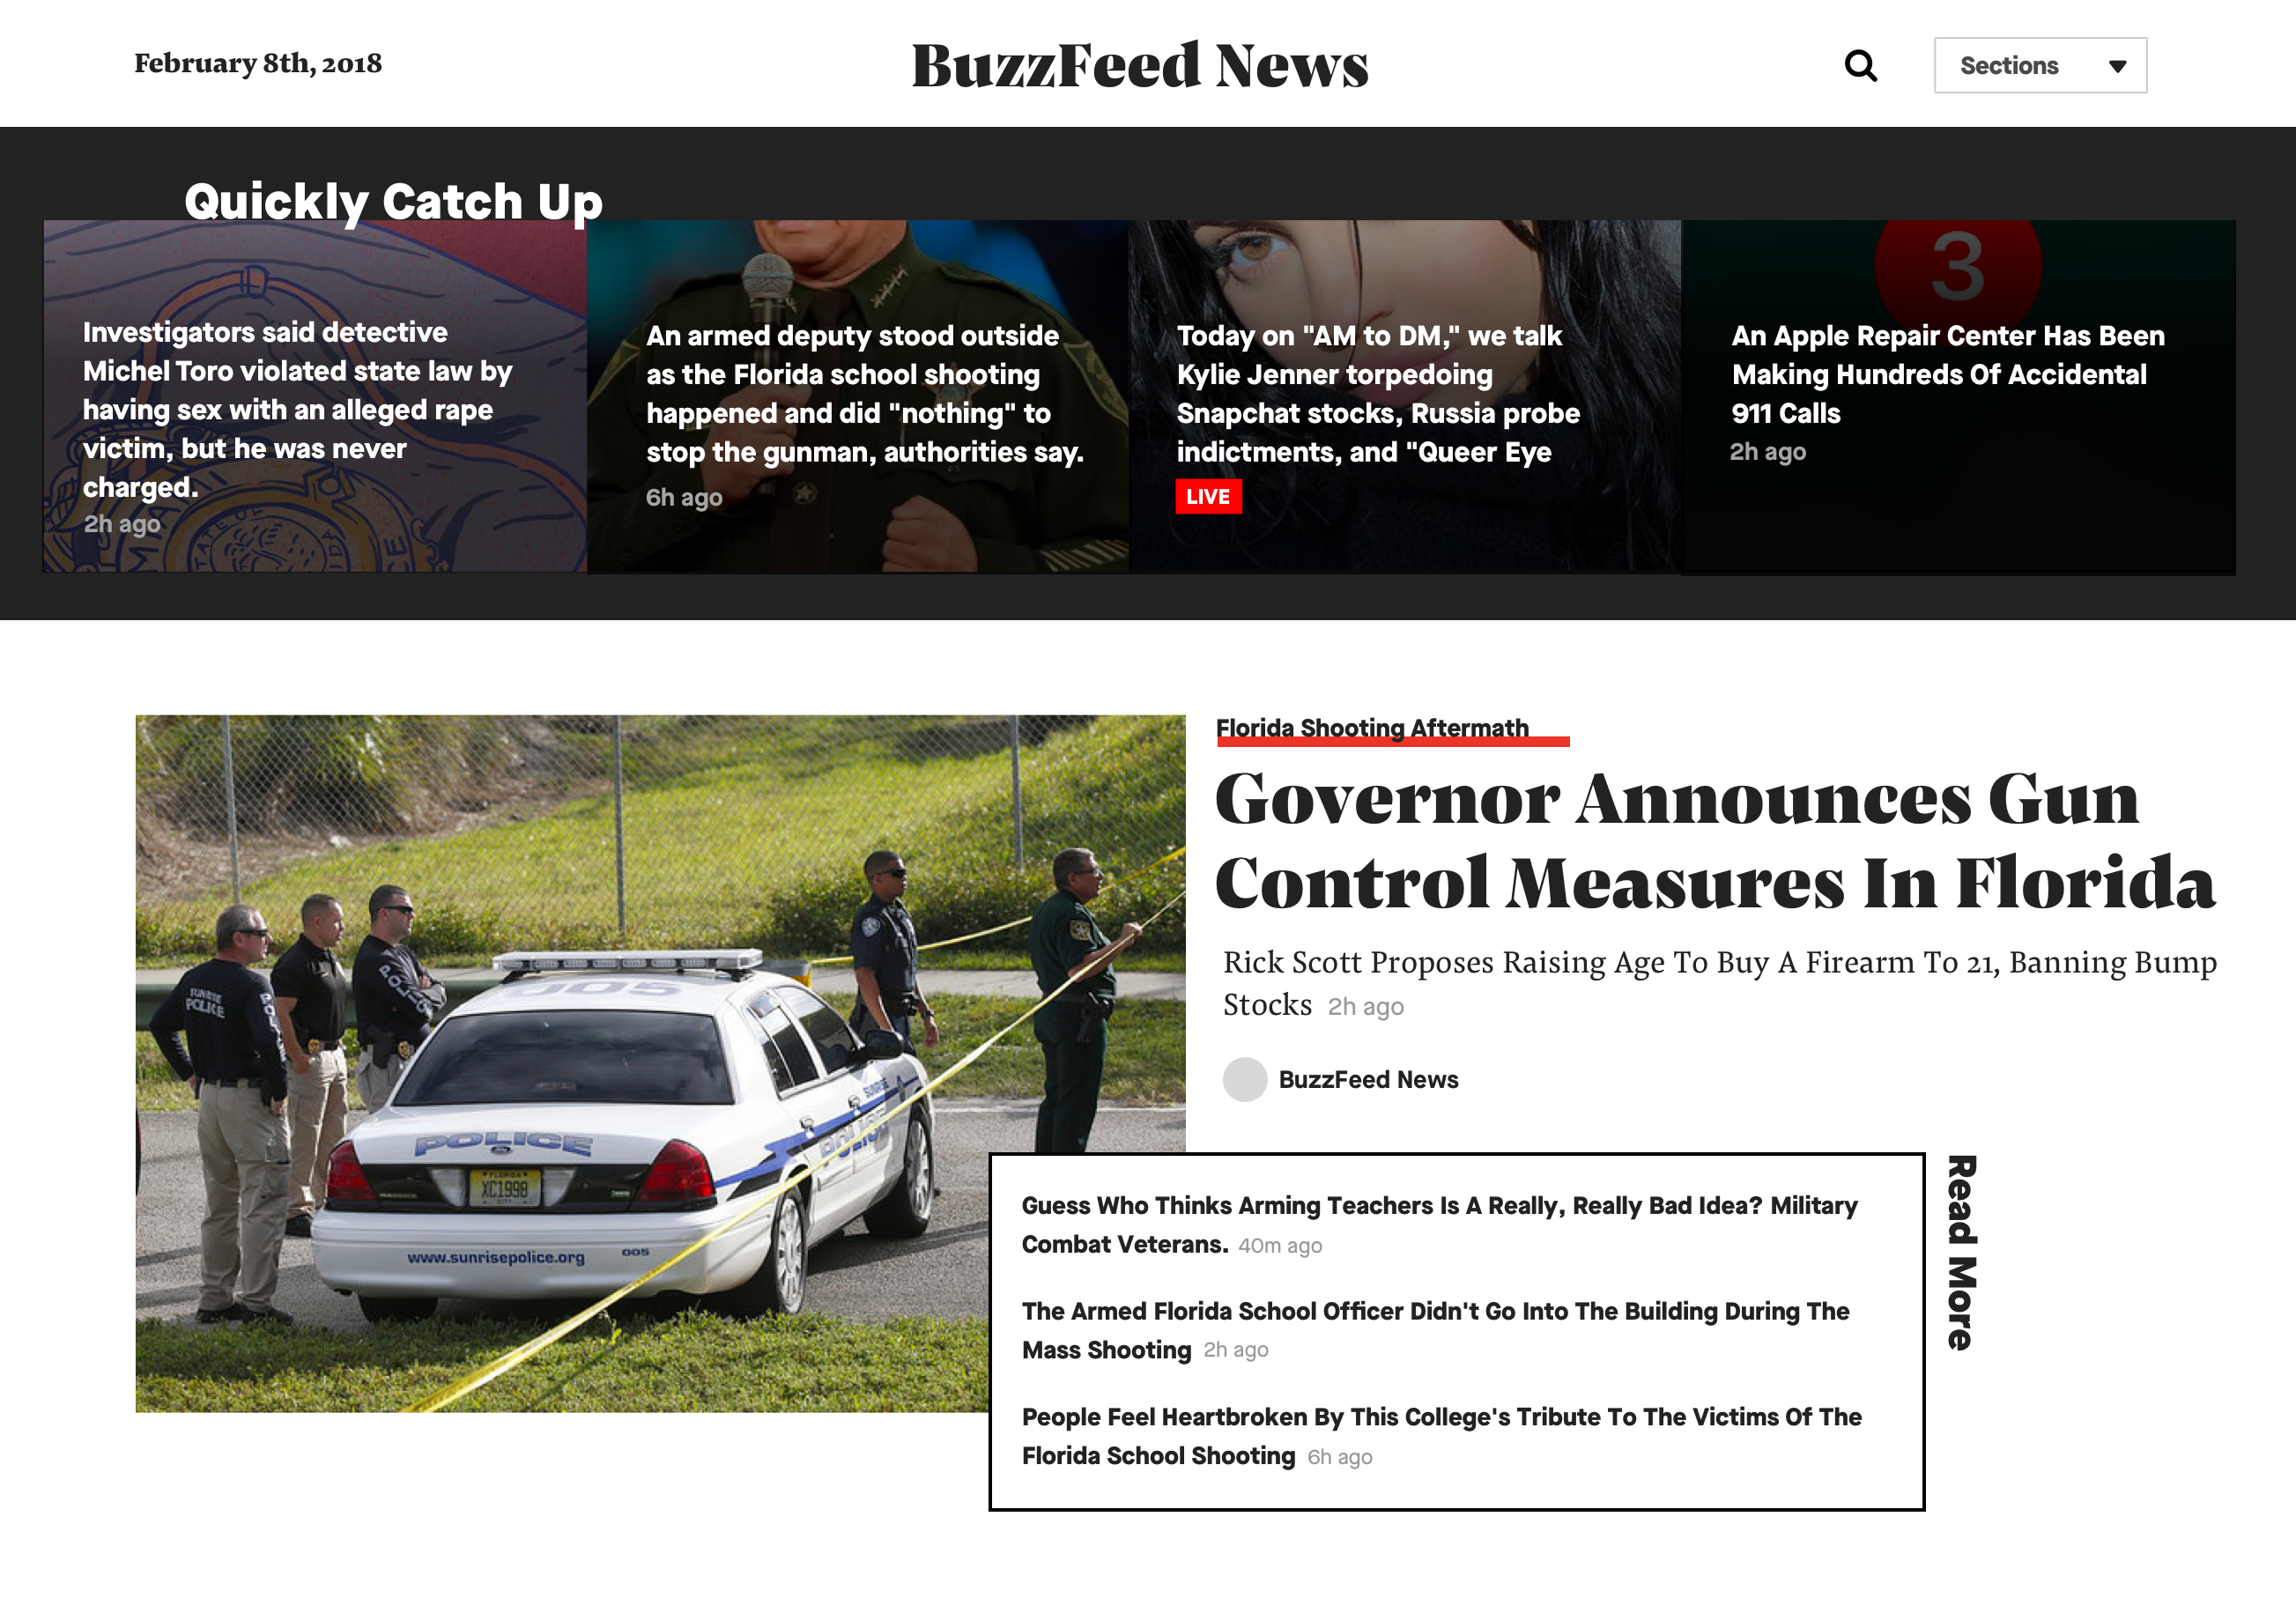 February 8th, 2018
BuzzFeed News
Sections
Quickly Catch Up
Investigators said detective
Michel Toro violated state law by
having sex with an alleged rape
victim, but he was never
charged.
2h ago
An armed deputy stood outside
as the Florida school shooting
happened and did "nothing" to
stop the gunman, authorities say.
6h ago
Today on "AM to DM," we talk
Kylie Jenner torpedoing
Snapchat stocks, Russia probe
indictments, and "Queer Eye
LIVE
3
An Apple Repair Center Has Been
Making Hundreds Of Accidental
911 Calls
2h ago
Florida Shooting Aftermath
Governor Announces Gun
Control Measures In Florida
Rick Scott Proposes Raising Age To Buy A Firearm To 21, Banning Bump
Stocks 2h ago
BuzzFeed News
005
SUNRISE
POLICE
POLICE
SUNRISE
POLICE
POLICE
FLORIDA
XC1998
www.sunrisepolice.org
005
Guess Who Thinks Arming Teachers Is A Really, Really Bad Idea? Military
Combat Veterans. 40m ago
The Armed Florida School Officer Didn't Go Into The Building During The
Mass Shooting 2h ago
People Feel Heartbroken By This College's Tribute To The Victims Of The
Florida School Shooting 6h ago
Read More